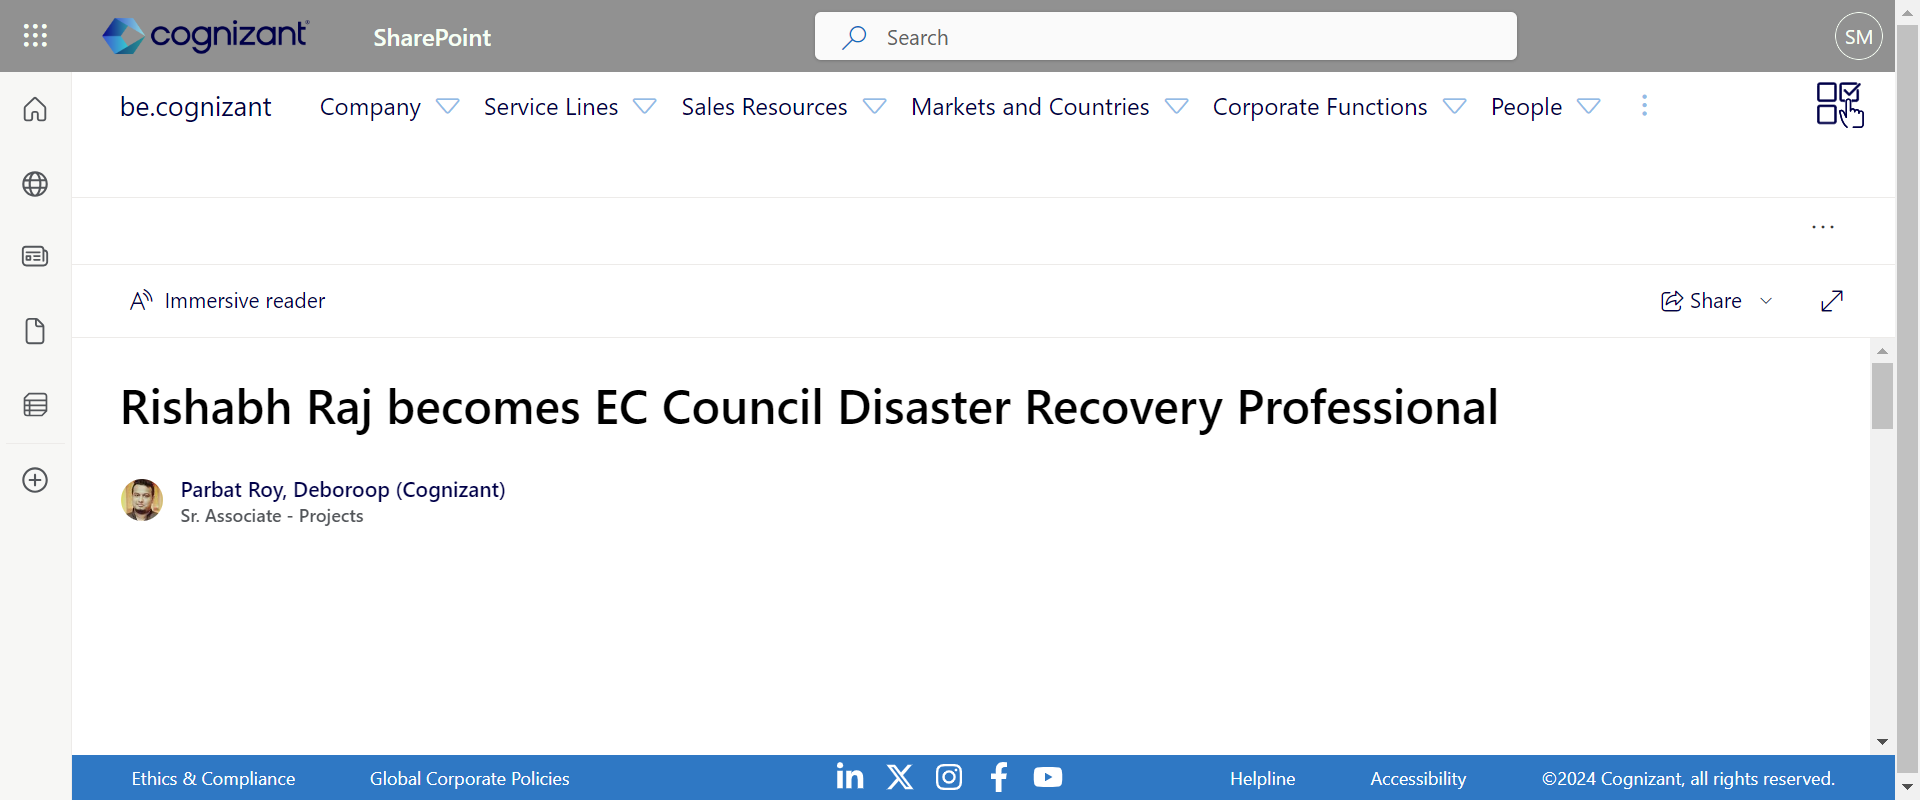 cognizant
SharePoint
Search
SM
be.cognizant
Company
Service Lines
Sales Resources
Markets and Countries
Corporate Functions
People
Immersive reader
Share
Rishabh Raj becomes EC Council Disaster Recovery Professional
Parbat Roy, Deboroop (Cognizant)
Sr. Associate - Projects
Ethics & Compliance
Global Corporate Policies
Helpline
Accessibility
©2024 Cognizant, all rights reserved.